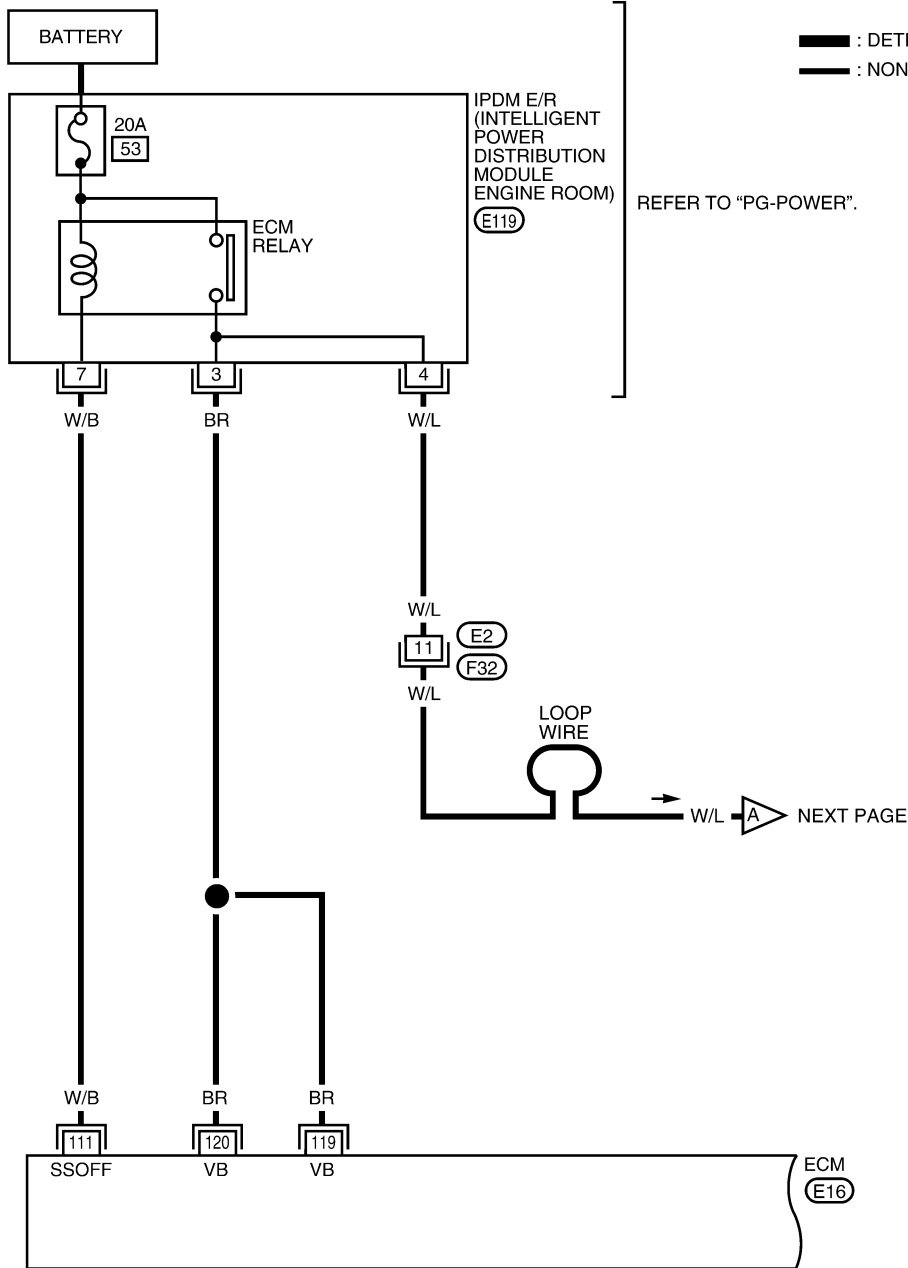 BATTERY
: DETE
: NON
20A
53
IPDM E/R
(INTELLIGENT
POWER
DISTRIBUTION
MODULE
ENGINE ROOM)
E119
REFER TO “PG-POWER”.
ECM
RELAY
7
3
4
W/B
BR
W/L
W/L
11
E2
F32
W/L
LOOP
WIRE
W/L
A
NEXT PAGE
W/B
BR
BR
111
120
119
SSOFF
VB
VB
ECM
E16